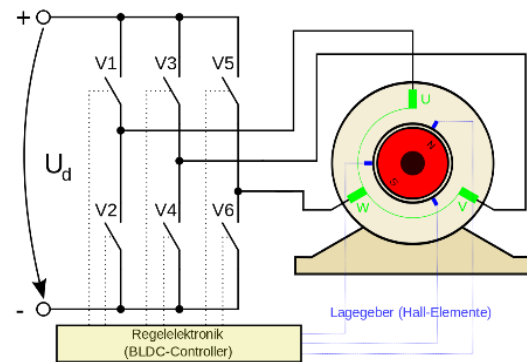 +
V1
V3
V5
U
N
S
W
V
Ud
V2
V4
V6
-
Lagegeber (Hall-Elemente)
Regelelektronik
(BLDC-Controller)